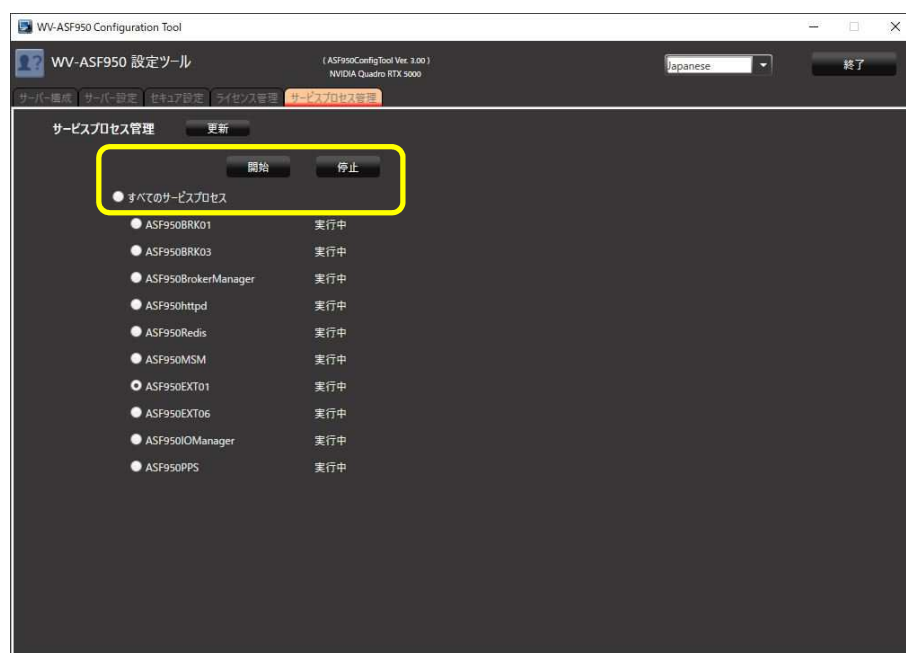 WV-ASF950 Configuration Tool
WV-ASF950 設定ツール
( ASF950ConfigTool Ver. 3.00 )
NVIDIA Quadro RTX 5000
Japanese
終了
サーバー構成 サーバー設定 セキュア設定 ライセンス管理 サービスプロセス管理
サービスプロセス管理 更新
開始 停止
すべてのサービスプロセス
ASF950BRK01 実行中
ASF950BRK03 実行中
ASF950BrokerManager 実行中
ASF950httpd 実行中
ASF950Redis 実行中
ASF950MSM 実行中
ASF950EXT01 実行中
ASF950EXT06 実行中
ASF950IOManager 実行中
ASF950PPS 実行中